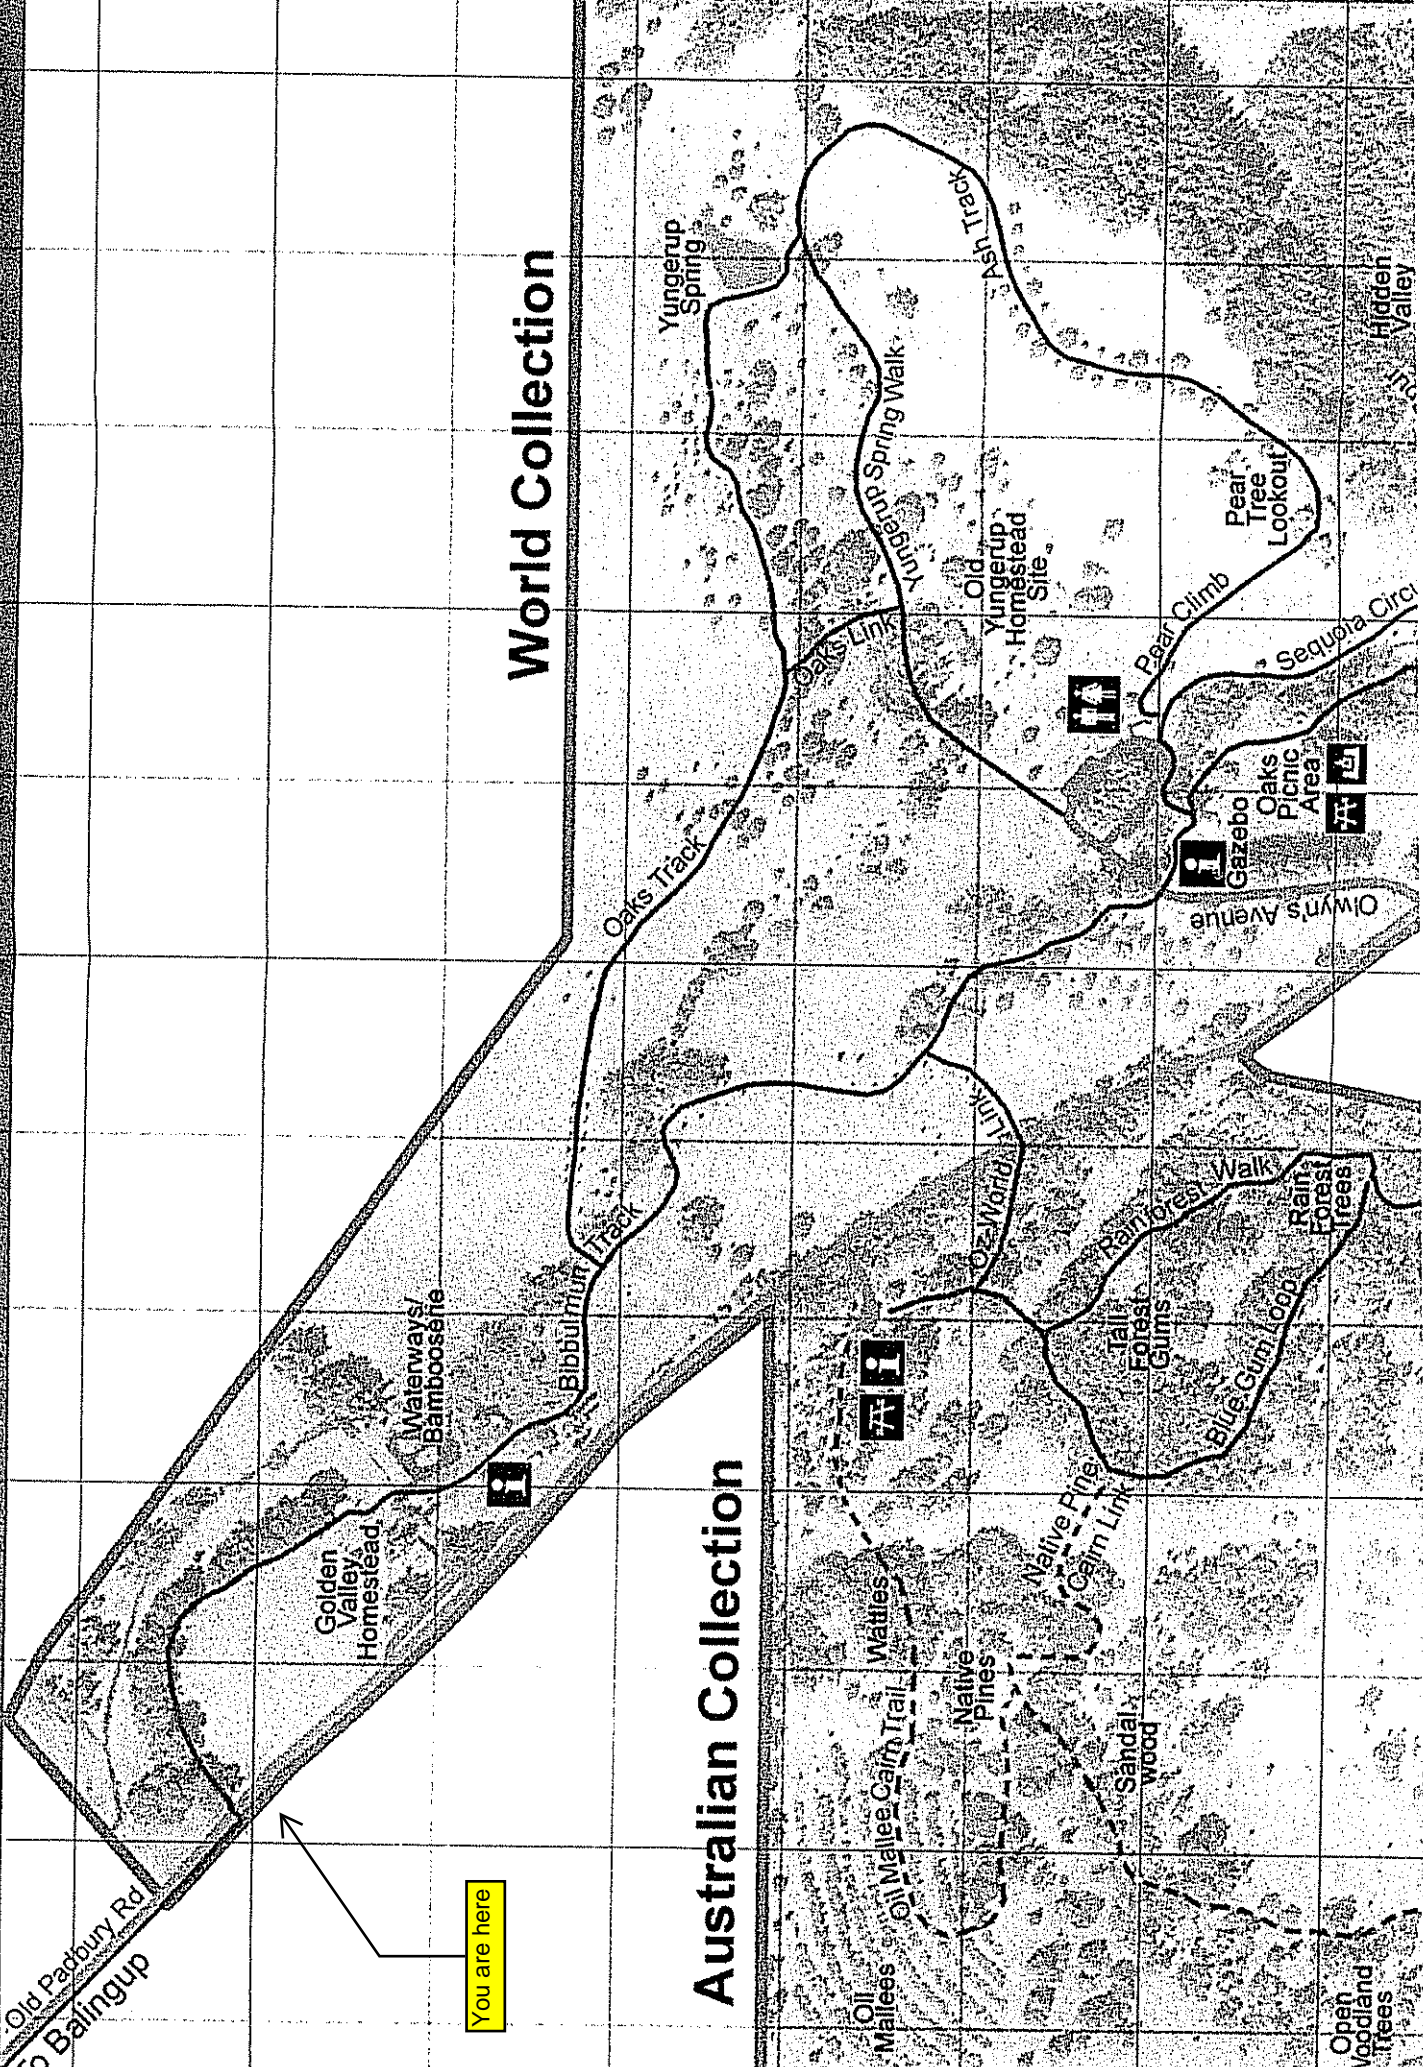 Old Padbury Rd
To Balingup
You are here
Golden
Valley
Homestead
Waterways/
Bambooserie
Bibbulmun Track
Oaks Track
World Collection
Yungerup
Spring
Oaks Link
Yungerup Spring Walk
Ash Track
Old
Yungerup
Homestead
Site
Pear Climb
Pear
Tree
Lookout
Hidden
Valley
Sequoia Circu
Oaks
Picnic
Area
i
Gazebo
Olwyn's Avenue
Oz-World Link
Rainforest Walk
Rain
Forest
Trees
Tall
Forest
Gums
Blue Gum Loop
i
i
Native Pine
Cairn Link
Australian Collection
Wattles
Oil Mallee Cairn Trail
Native
Pines
Sandal
wood
Oil
Mallees
Open
Woodland
Trees